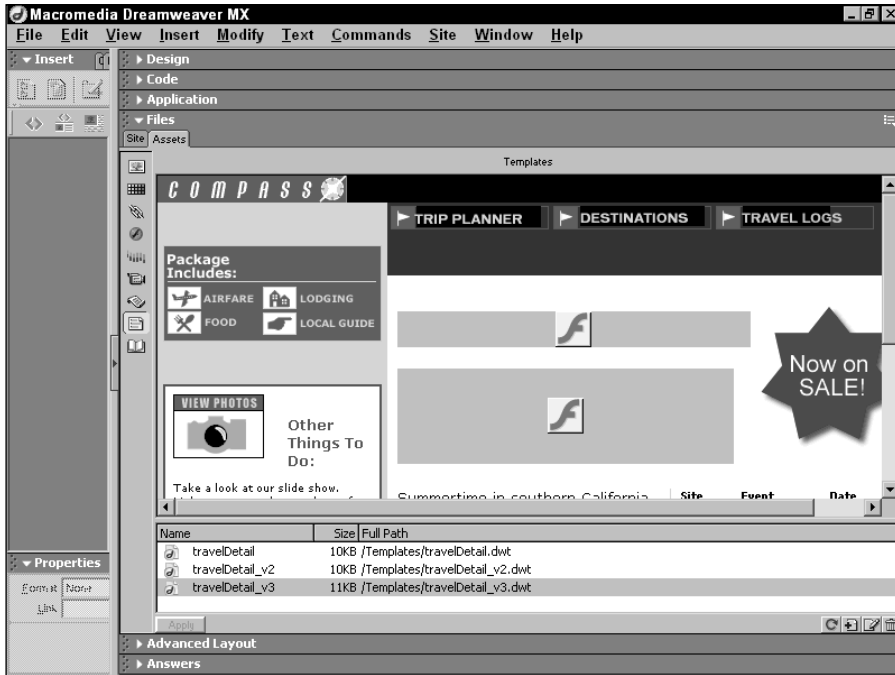 Macromedia Dreamweaver MX
File Edit View Insert Modify Text Commands Site Window Help
Insert
Design
Code
Application
Files
Site Assets
Templates
COMPASS
TRIP PLANNER DESTINATIONS TRAVEL LOGS
Package
Includes:
AIRFARE LODGING
FOOD LOCAL GUIDE
Now on
SALE!
VIEW PHOTOS
Other
Things To
Do:
Take a look at our slide show.
Summertime in southern California Site Event Date
Name Size Full Path
travelDetail 10KB /Templates/travelDetail.dwt
travelDetail_v2 10KB /Templates/travelDetail_v2.dwt
travelDetail_v3 11KB /Templates/travelDetail_v3.dwt
Properties
Format None
Link
Apply
Advanced Layout
Answers